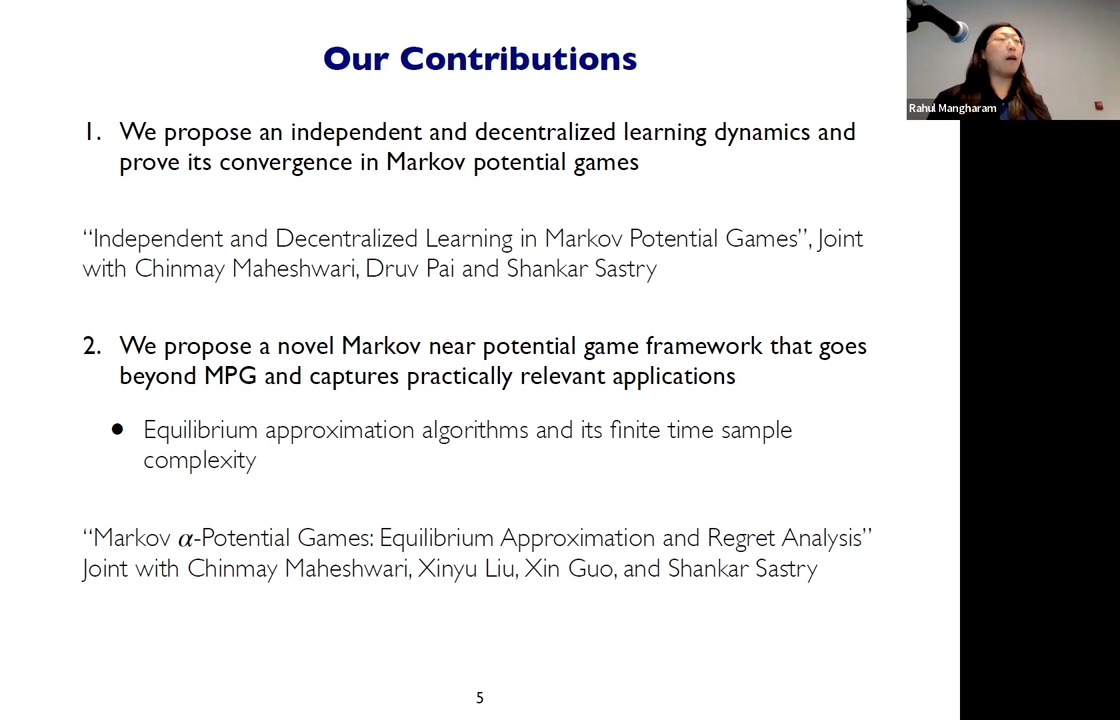 Our Contributions
Rahul Mangharam
1. We propose an independent and decentralized learning dynamics and
prove its convergence in Markov potential games
“Independent and Decentralized Learning in Markov Potential Games”, Joint
with Chinmay Maheshwari, Druv Pai and Shankar Sastry
2. We propose a novel Markov near potential game framework that goes
beyond MPG and captures practically relevant applications
● Equilibrium approximation algorithms and its finite time sample
complexity
“Markov α-Potential Games: Equilibrium Approximation and Regret Analysis”
Joint with Chinmay Maheshwari, Xinyu Liu, Xin Guo, and Shankar Sastry
5